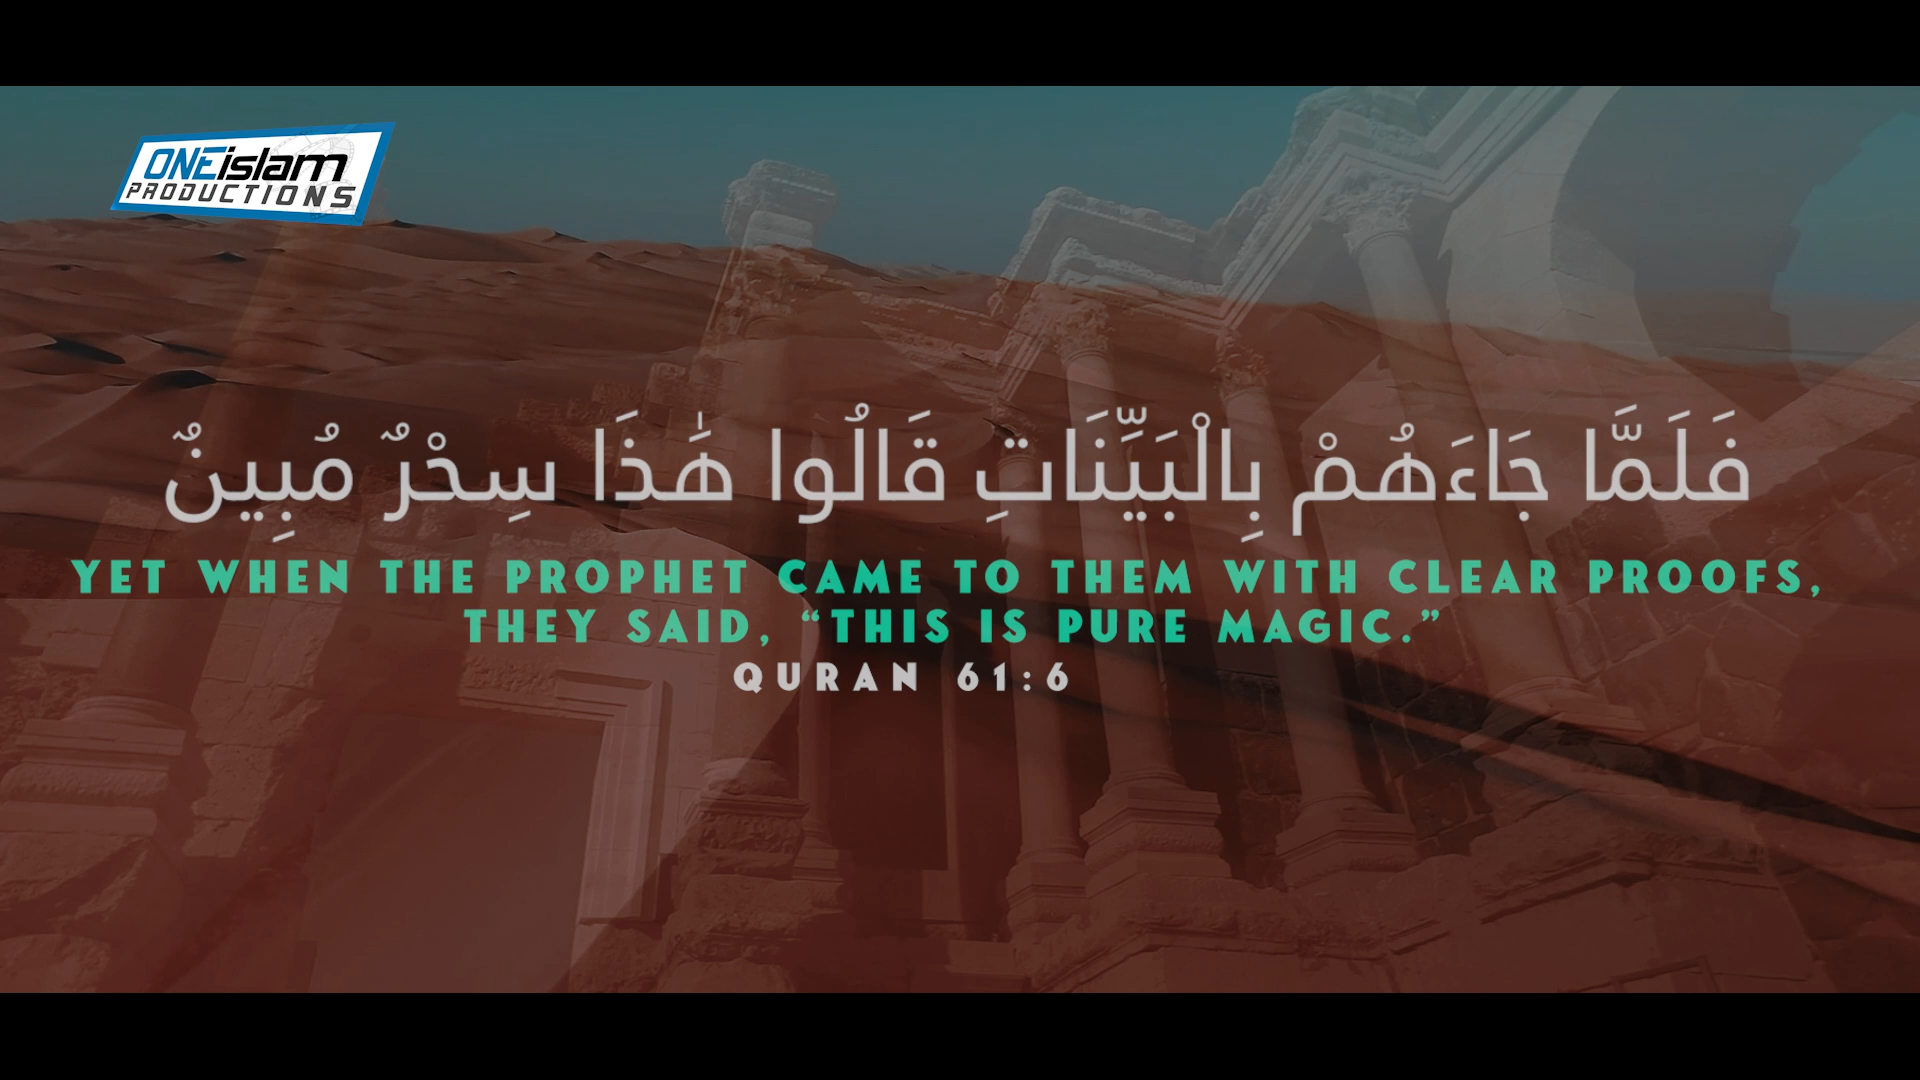 ONEislam
PRODUCTIONS
فَلَمَّا جَاءَهُمْ بِالْبَيِّنَاتِ قَالُوا هَٰذَا سِحْرٌ مُبِينٌ
YET WHEN THE PROPHET CAME TO THEM WITH CLEAR PROOFS,
THEY SAID, “THIS IS PURE MAGIC.”
QURAN 61:6